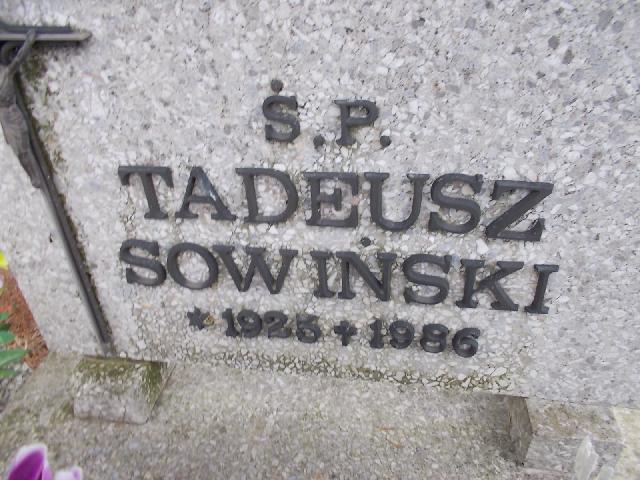 Ś.P.
TADEUSZ
SOWIŃSKI
* 1925 + 1986